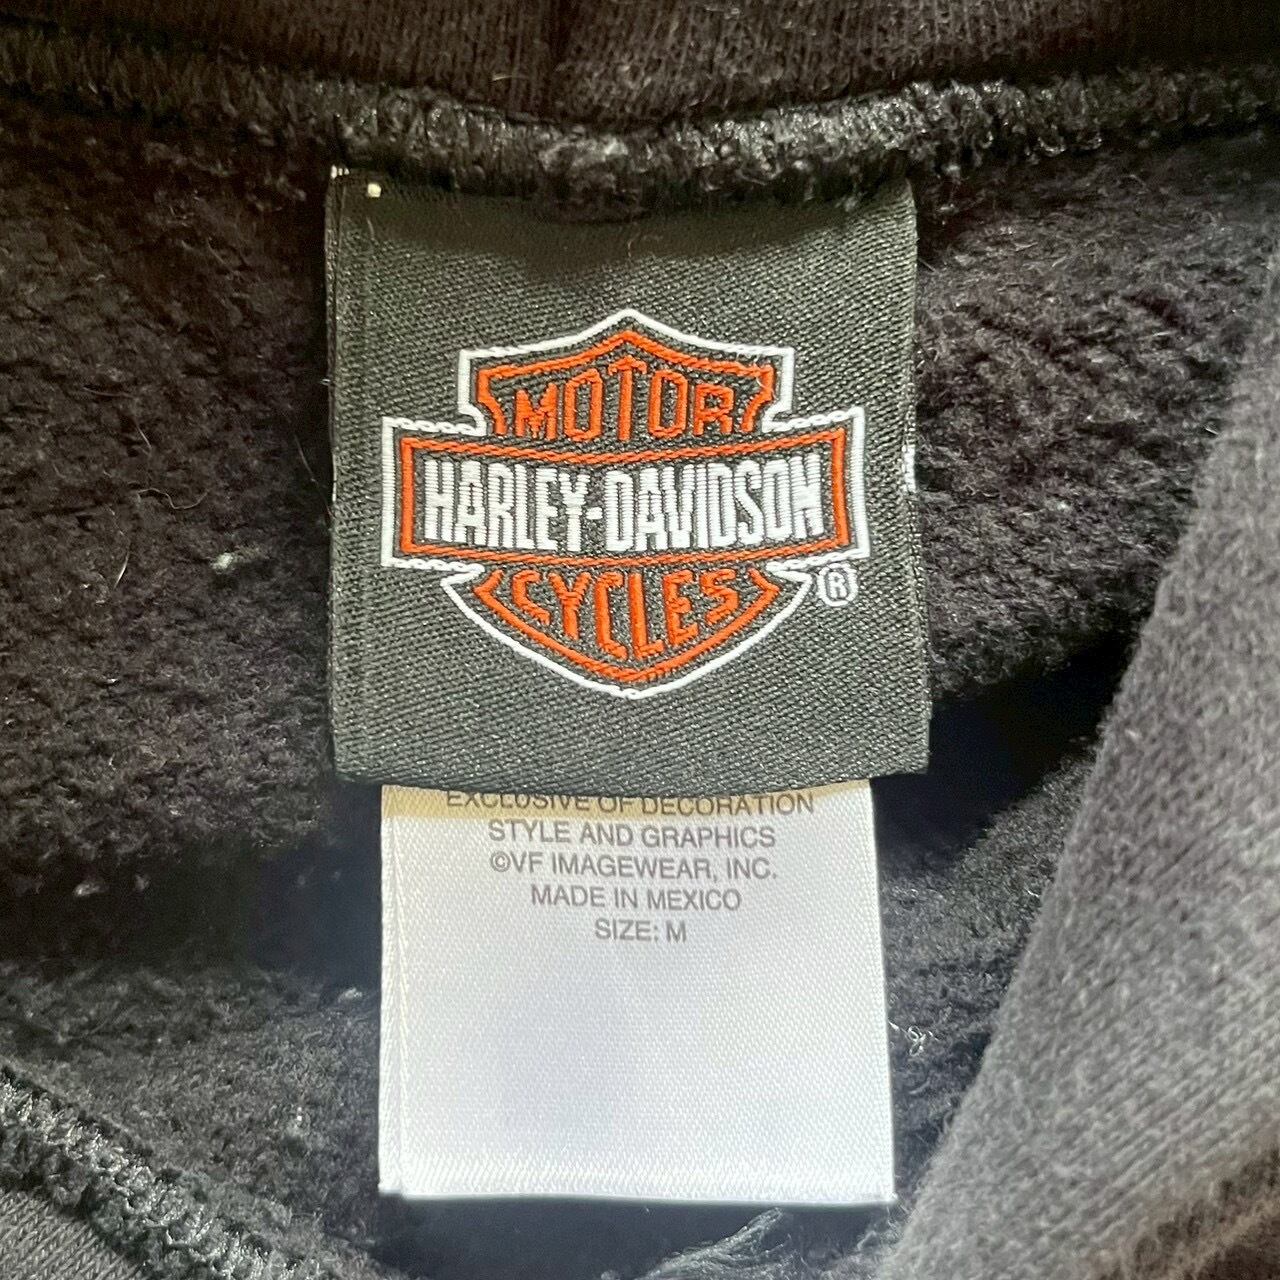 MOTOR
HARLEY-DAVIDSON
CYCLES
®
EXCLUSIVE OF DECORATION
STYLE AND GRAPHICS
©VF IMAGEWEAR, INC.
MADE IN MEXICO
SIZE: M